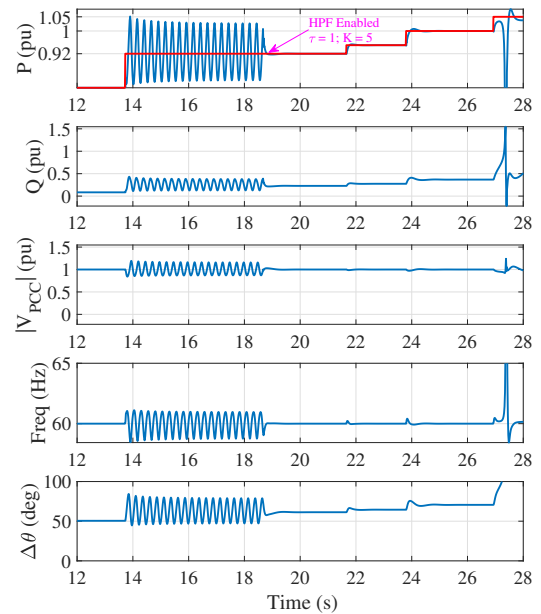 P (pu)
1.05
1
0.92
HPF Enabled
τ = 1; K = 5
12 14 16 18 20 22 24 26 28
Q (pu)
1.5
1
0.5
0
12 14 16 18 20 22 24 26 28
|V_PCC| (pu)
1.5
1
0.5
0
12 14 16 18 20 22 24 26 28
Freq (Hz)
65
60
12 14 16 18 20 22 24 26 28
Δθ (deg)
100
50
0
12 14 16 18 20 22 24 26 28
Time (s)